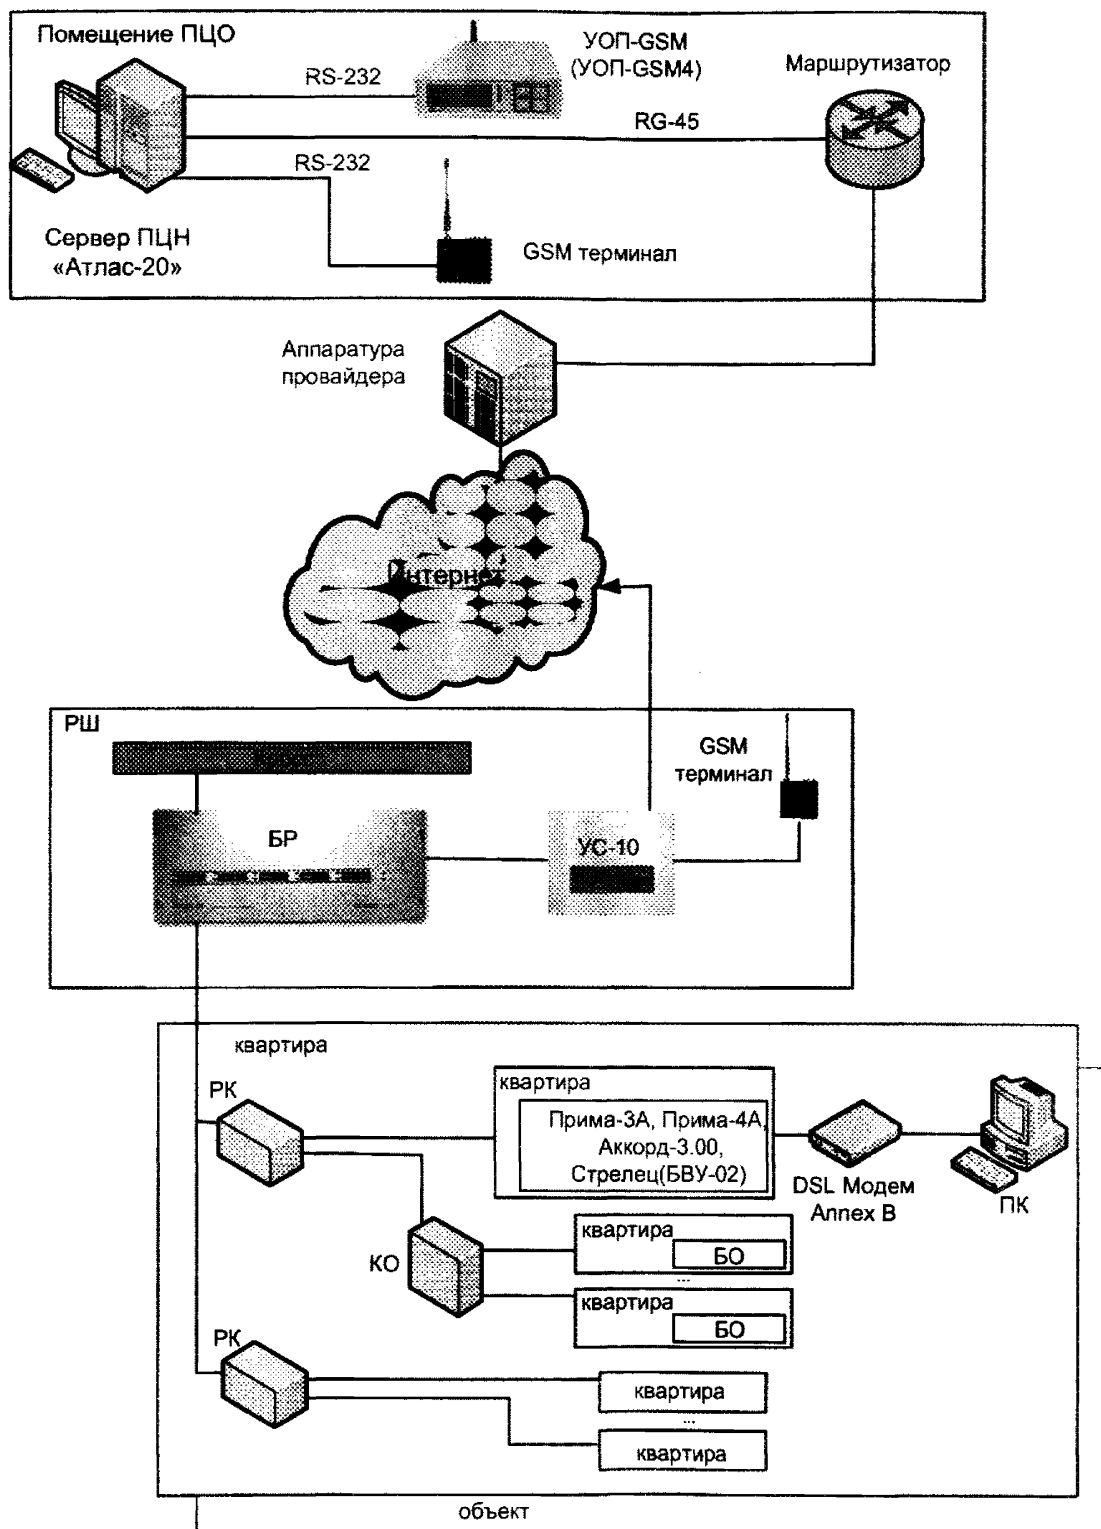 Помещение ПЦО
УОП-GSM
(УОП-GSM4)
Маршрутизатор
RS-232
RG-45
RS-232
Сервер ПЦН
«Атлас-20»
GSM терминал
Аппаратура
провайдера
Интернет
РШ
GSM
терминал
БР
УС-10
квартира
РК
квартира
Прима-3А, Прима-4А,
Аккорд-3.00,
Стрелец(БВУ-02)
DSL Модем
Annex B
ПК
КО
квартира
БО
...
квартира
БО
РК
квартира
...
квартира
объект